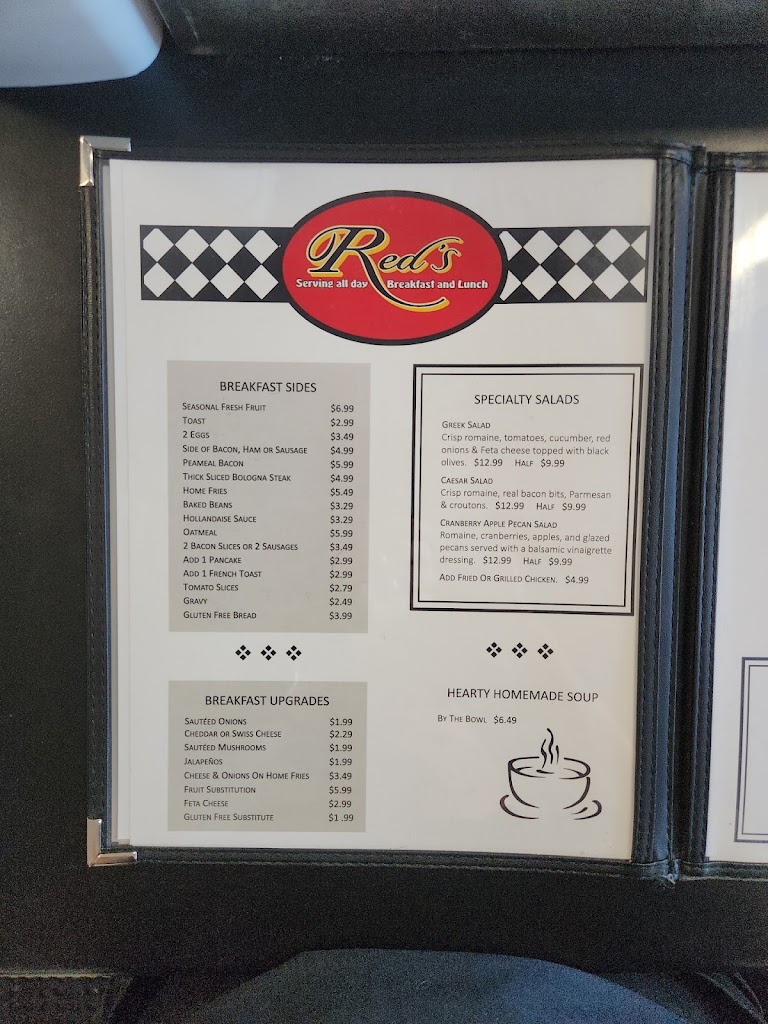 Red's
Serving all day Breakfast and Lunch
BREAKFAST SIDES
SEASONAL FRESH FRUIT $6.99
TOAST $2.99
2 EGGS $3.49
SIDE OF BACON, HAM OR SAUSAGE $4.99
PEAMEAL BACON $5.99
THICK SLICED BOLOGNA STEAK $4.99
HOME FRIES $5.49
BAKED BEANS $3.29
HOLLANDAISE SAUCE $3.29
OATMEAL $5.99
2 BACON SLICES OR 2 SAUSAGES $3.49
ADD 1 PANCAKE $2.99
ADD 1 FRENCH TOAST $2.99
TOMATO SLICES $2.79
GRAVY $2.49
GLUTEN FREE BREAD $3.99
BREAKFAST UPGRADES
SAUTÉED ONIONS $1.99
CHEDDAR OR SWISS CHEESE $2.29
SAUTÉED MUSHROOMS $1.99
JALAPEÑOS $1.99
CHEESE & ONIONS ON HOME FRIES $3.49
FRUIT SUBSTITUTION $5.99
FETA CHEESE $2.99
GLUTEN FREE SUBSTITUTE $1 .99
SPECIALTY SALADS
GREEK SALAD
Crisp romaine, tomatoes, cucumber, red
onions & Feta cheese topped with black
olives. $12.99 HALF $9.99
CAESAR SALAD
Crisp romaine, real bacon bits, Parmesan
& croutons. $12.99 HALF $9.99
CRANBERRY APPLE PECAN SALAD
Romaine, cranberries, apples, and glazed
pecans served with a balsamic vinaigrette
dressing. $12.99 HALF $9.99
ADD FRIED OR GRILLED CHICKEN. $4.99
HEARTY HOMEMADE SOUP
BY THE BOWL $6.49